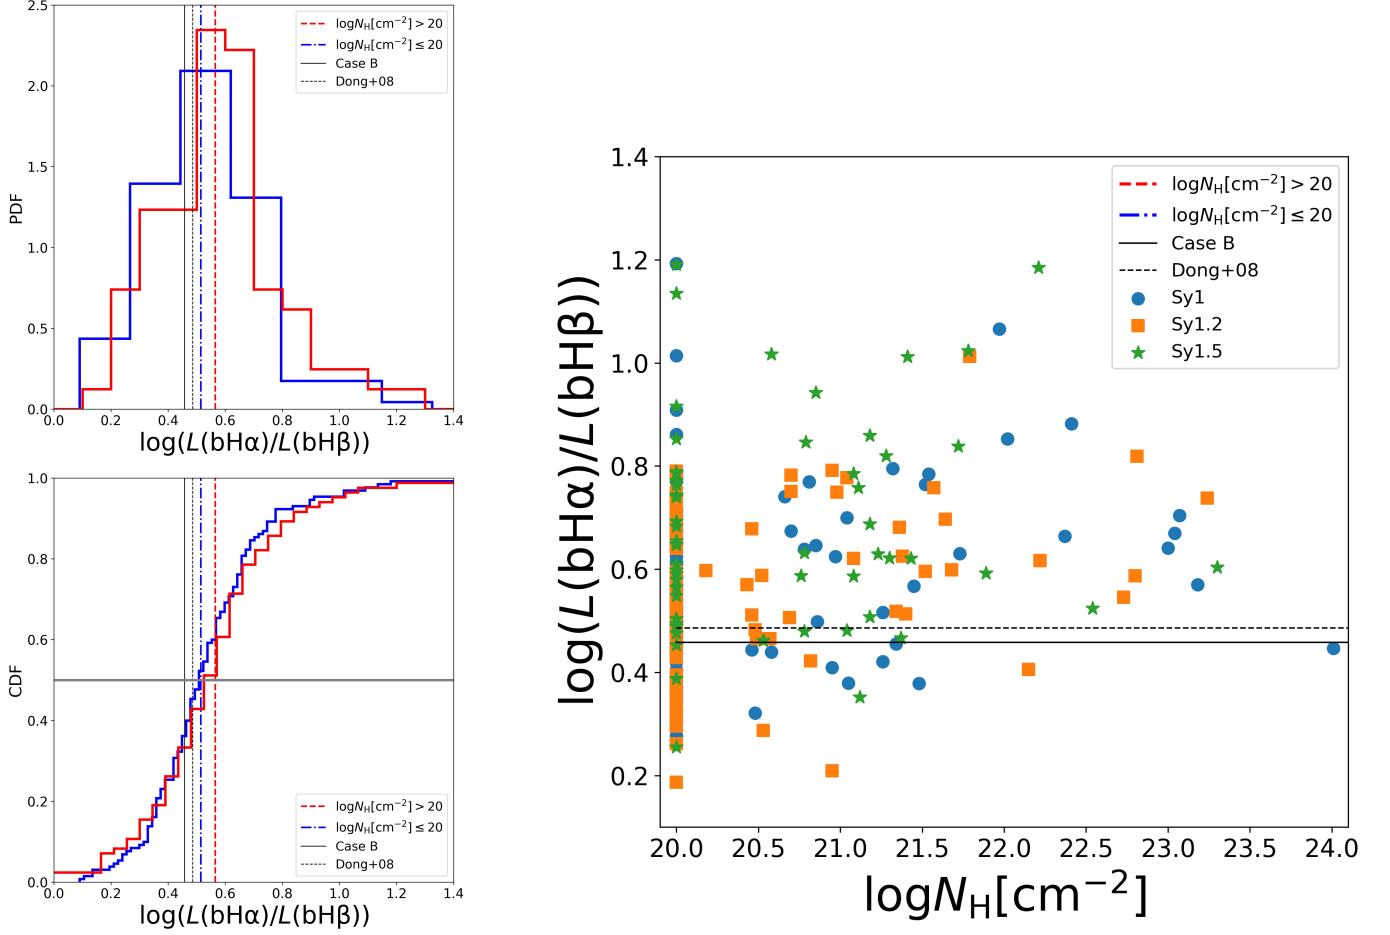 2.5
2.0
1.5
1.0
0.5
0.0
PDF
0.0 0.2 0.4 0.6 0.8 1.0 1.2 1.4
log(L(bHα)/L(bHβ))
logN_H[cm⁻²] > 20
logN_H[cm⁻²] ≤ 20
Case B
Dong+08
1.0
0.8
0.6
0.4
0.2
0.0
CDF
0.0 0.2 0.4 0.6 0.8 1.0 1.2 1.4
log(L(bHα)/L(bHβ))
logN_H[cm⁻²] > 20
logN_H[cm⁻²] ≤ 20
Case B
Dong+08
1.4
1.2
1.0
0.8
0.6
0.4
0.2
log(L(bHα)/L(bHβ))
20.0 20.5 21.0 21.5 22.0 22.5 23.0 23.5 24.0
logN_H[cm⁻²]
logN_H[cm⁻²] > 20
logN_H[cm⁻²] ≤ 20
Case B
Dong+08
Sy1
Sy1.2
Sy1.5